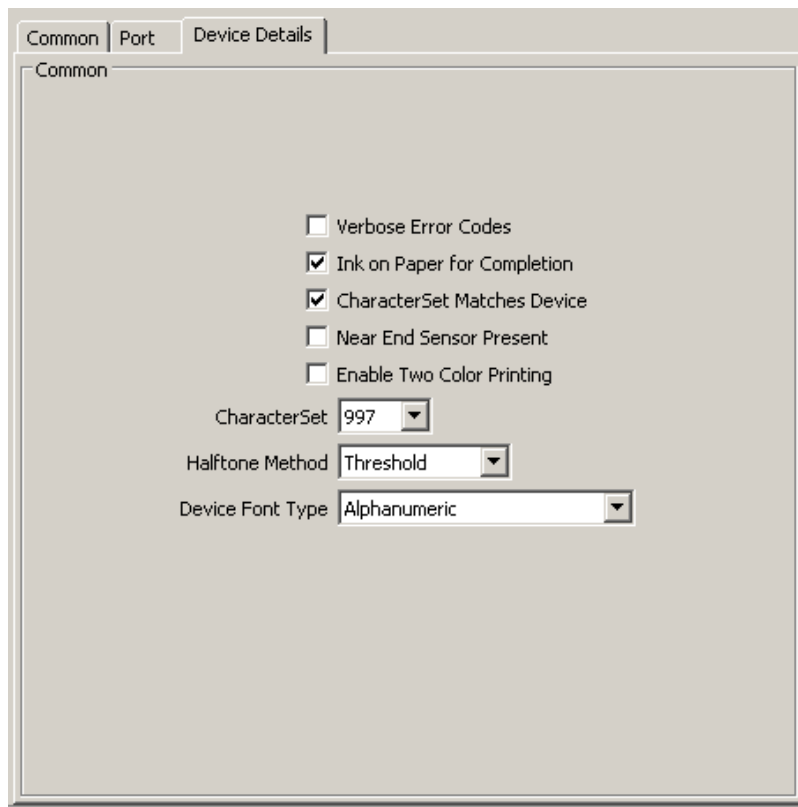 Common Port Device Details
Common
Verbose Error Codes
Ink on Paper for Completion
CharacterSet Matches Device
Near End Sensor Present
Enable Two Color Printing
CharacterSet 997
Halftone Method Threshold
Device Font Type Alphanumeric